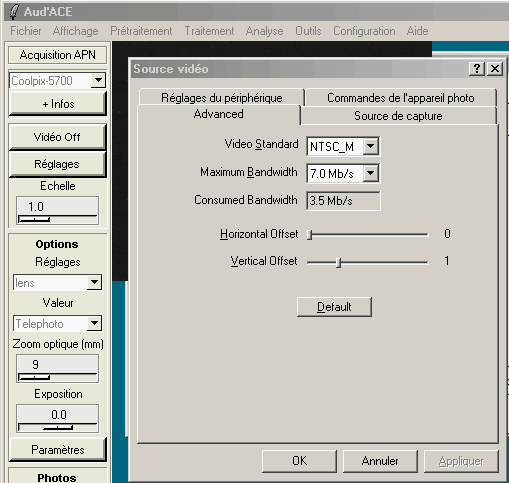 Aud'ACE
Fichier Affichage Prétraitement Traitement Analyse Outils Configuration Aide
Acquisition APN
Coolpix-5700
+ Infos
Vidéo Off
Réglages
Echelle
1.0
Options
Réglages
lens
Valeur
Telephoto
Zoom optique (mm)
9
Exposition
0.0
Paramètres
Photos
Source vidéo
Réglages du périphérique Commandes de l'appareil photo
Advanced Source de capture
Video Standard NTSC_M
Maximum Bandwidth 7.0 Mb/s
Consumed Bandwidth 3.5 Mb/s
Horizontal Offset 0
Vertical Offset 1
Default
OK Annuler Appliquer